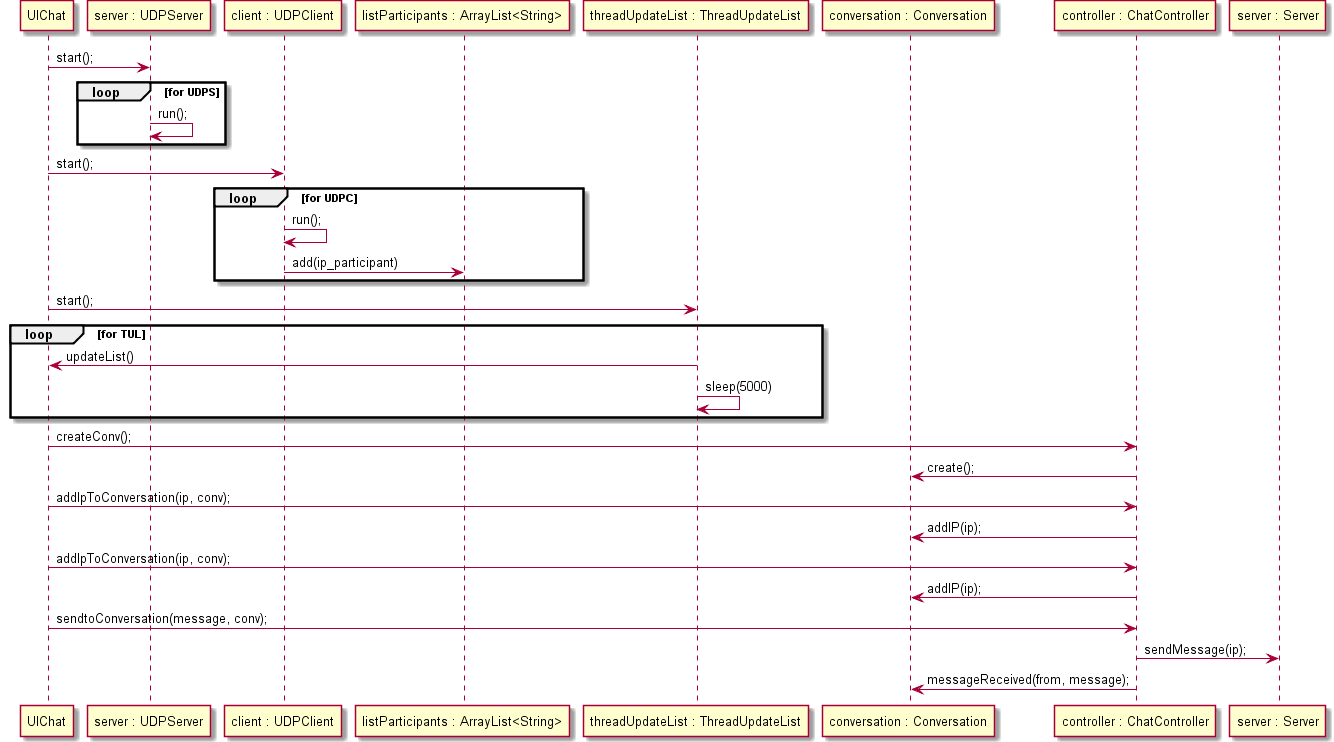 UIChat
server : UDPServer
client : UDPClient
listParticipants : ArrayList<String>
threadUpdateList : ThreadUpdateList
conversation : Conversation
controller : ChatController
server : Server
start();
loop
[for UDPS]
run();
start();
loop
[for UDPC]
run();
add(ip_participant)
start();
loop
[for TUL]
updateList()
sleep(5000)
createConv();
create();
addIpToConversation(ip, conv);
addIP(ip);
addIpToConversation(ip, conv);
addIP(ip);
sendtoConversation(message, conv);
sendMessage(ip);
messageReceived(from, message);
UIChat
server : UDPServer
client : UDPClient
listParticipants : ArrayList<String>
threadUpdateList : ThreadUpdateList
conversation : Conversation
controller : ChatController
server : Server